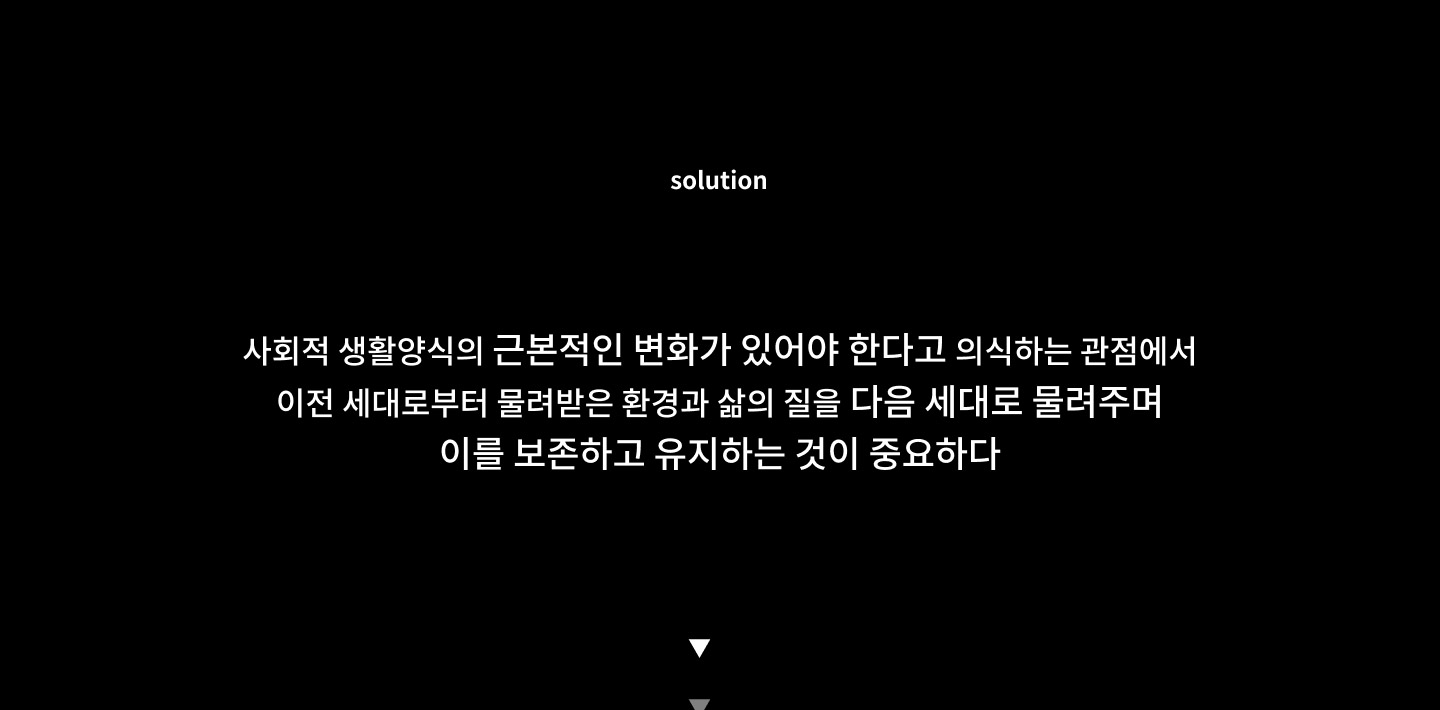 solution
사회적 생활양식의 근본적인 변화가 있어야 한다고 의식하는 관점에서
이전 세대로부터 물려받은 환경과 삶의 질을 다음 세대로 물려주며
이를 보존하고 유지하는 것이 중요하다